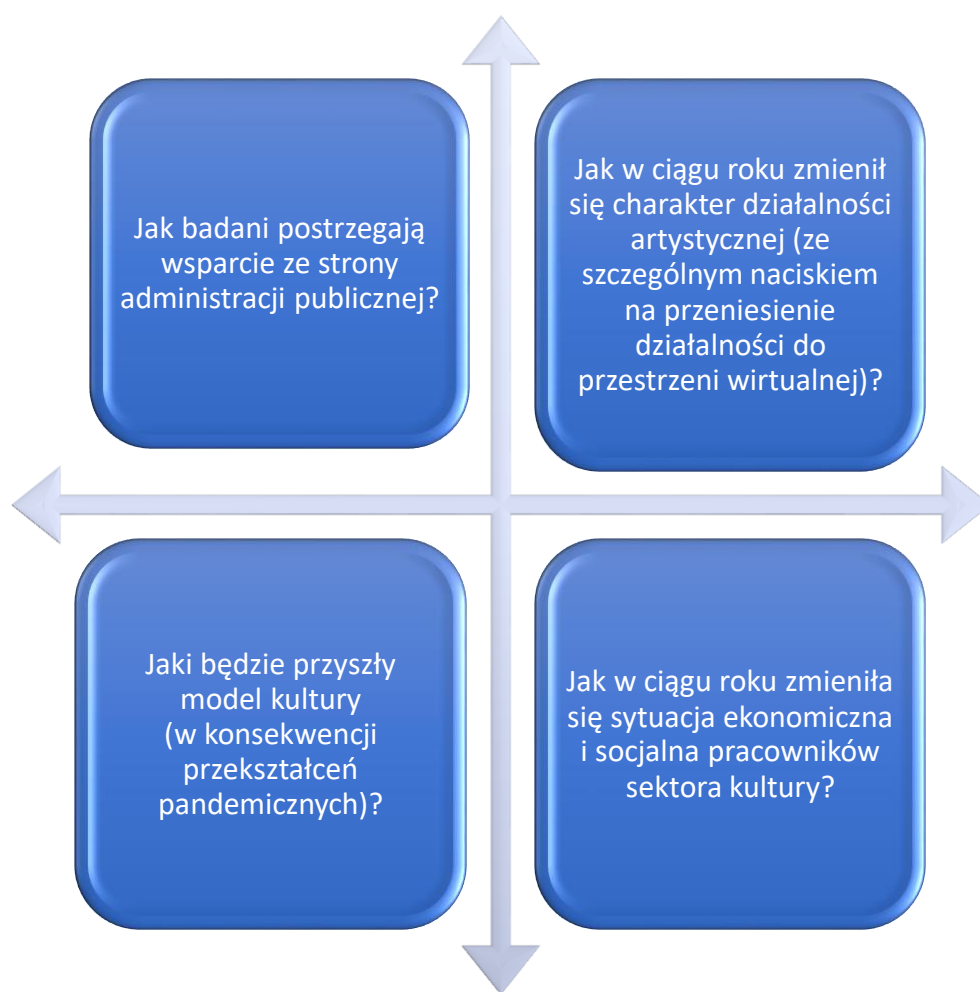 Jak badani postrzegają
wsparcie ze strony
administracji publicznej?
Jak w ciągu roku zmienił
się charakter działalności
artystycznej (ze
szczególnym naciskiem
na przeniesienie
działalności do
przestrzeni wirtualnej)?
Jaki będzie przyszły
model kultury
(w konsekwencji
przekształceń
pandemicznych)?
Jak w ciągu roku zmieniła
się sytuacja ekonomiczna
i socjalna pracowników
sektora kultury?